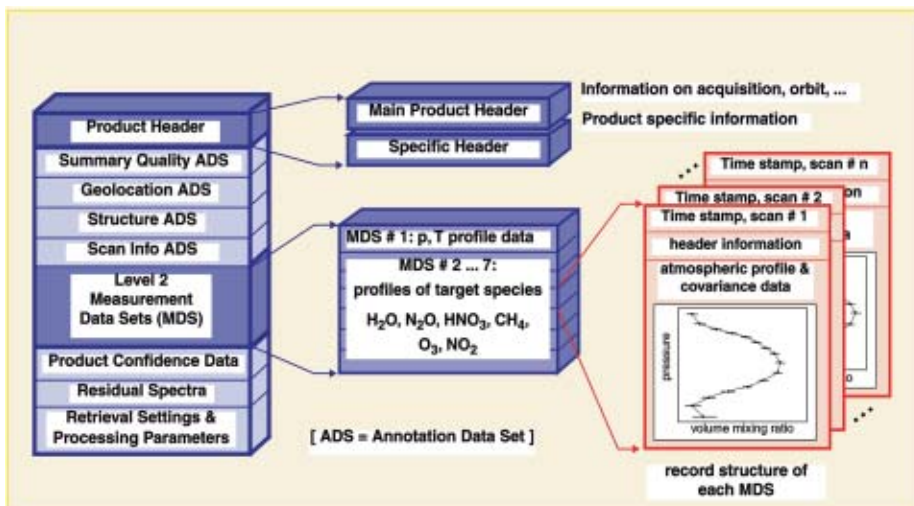 Product Header
Summary Quality ADS
Geolocation ADS
Structure ADS
Scan Info ADS
Level 2
Measurement
Data Sets (MDS)
Product Confidence Data
Residual Spectra
Retrieval Settings &
Processing Parameters
Main Product Header
Specific Header
Information on acquisition, orbit, ...
Product specific information
MDS # 1: p, T profile data
MDS # 2 ... 7:
profiles of target species
H₂O, N₂O, HNO₃, CH₄,
O₃, NO₂
[ ADS = Annotation Data Set ]
Time stamp, scan # n
Time stamp, scan # 2
Time stamp, scan # 1
header information
atmospheric profile &
covariance data
pressure
volume mixing ratio
record structure of
each MDS